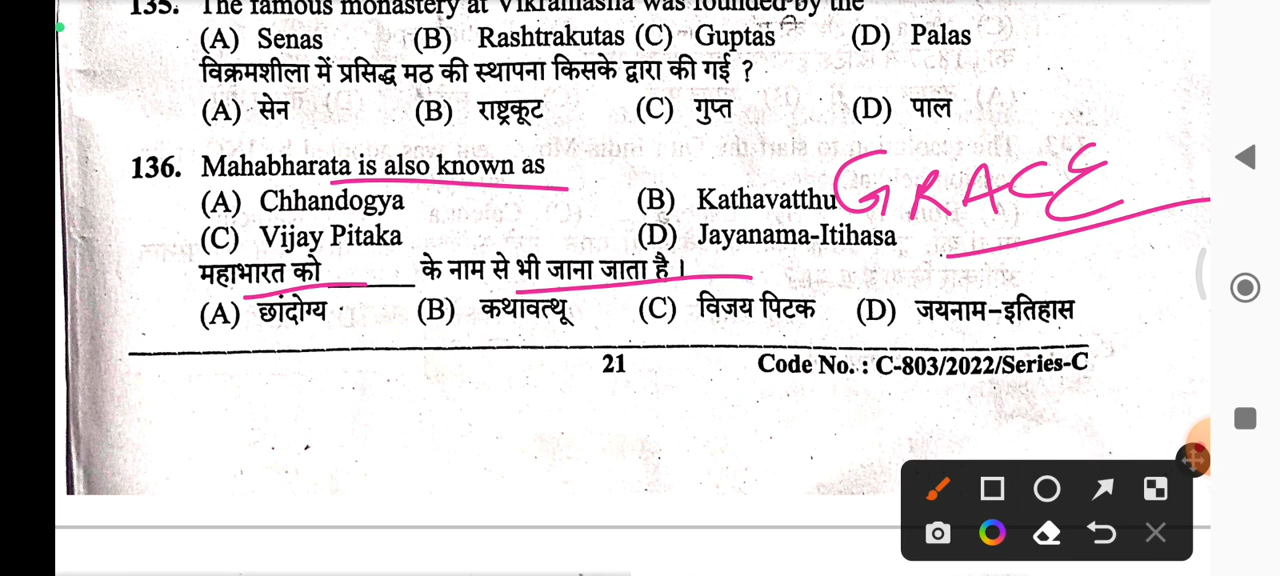 135. The famous monastery at Vikramasila was founded by the
(A) Senas (B) Rashtrakutas (C) Guptas (D) Palas
विक्रमशीला में प्रसिद्ध मठ की स्थापना किसके द्वारा की गई ?
(A) सेन (B) राष्ट्रकूट (C) गुप्त (D) पाल
136. Mahabharata is also known as
(A) Chhandogya (B) Kathavatthu GRACE
(C) Vijay Pitaka (D) Jayanama-Itihasa
महाभारत को ______ के नाम से भी जाना जाता है ।
(A) छांदोग्य (B) कथावत्थू (C) विजय पिटक (D) जयनाम-इतिहास
21 Code No. : C-803/2022/Series-C